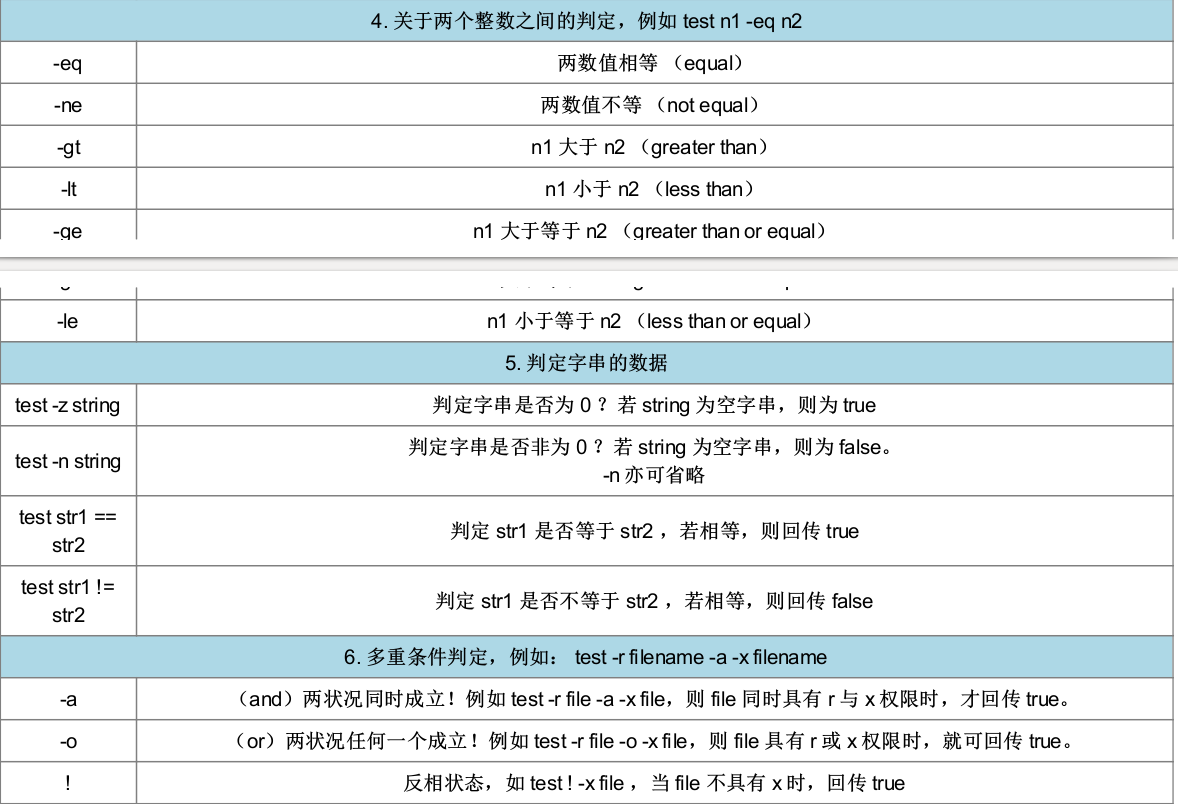 4. 关于两个整数之间的判定，例如 test n1 -eq n2
-eq 两数值相等 （equal）
-ne 两数值不等 （not equal）
-gt n1 大于 n2 （greater than）
-lt n1 小于 n2 （less than）
-ge n1 大于等于 n2 （greater than or equal）
-le n1 小于等于 n2 （less than or equal）
5. 判定字串的数据
test -z string 判定字串是否为 0 ？若 string 为空字串，则为 true
test -n string 判定字串是否非为 0 ？若 string 为空字串，则为 false。
-n 亦可省略
test str1 ==
str2
判定 str1 是否等于 str2 ，若相等，则回传 true
test str1 !=
str2
判定 str1 是否不等于 str2 ，若相等，则回传 false
6. 多重条件判定，例如： test -r filename -a -x filename
-a （and）两状况同时成立！例如 test -r file -a -x file，则 file 同时具有 r 与 x 权限时，才回传 true。
-o （or）两状况任何一个成立！例如 test -r file -o -x file，则 file 具有 r 或 x 权限时，就可回传 true。
! 反相状态，如 test ! -x file ，当 file 不具有 x 时，回传 true